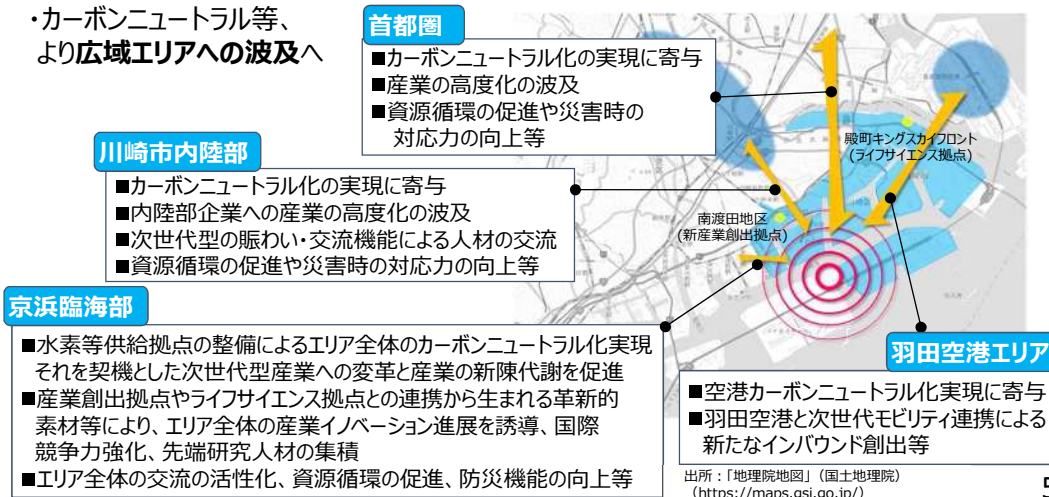 ・カーボンニュートラル等、
より広域エリアへの波及へ
首都圏
■カーボンニュートラル化の実現に寄与
■産業の高度化の波及
■資源循環の促進や災害時の
対応力の向上等
殿町キングスカイフロント
(ライフサイエンス拠点)
川崎市内陸部
■カーボンニュートラル化の実現に寄与
■内陸部企業への産業の高度化の波及
■次世代型の賑わい・交流機能による人材の交流
■資源循環の促進や災害時の対応力の向上等
南渡田地区
(新産業創出拠点)
京浜臨海部
■水素等供給拠点の整備によるエリア全体のカーボンニュートラル化実現
それを契機とした次世代型産業への変革と産業の新陳代謝を促進
■産業創出拠点やライフサイエンス拠点との連携から生まれる革新的
素材等により、エリア全体の産業イノベーション進展を誘導、国際
競争力強化、先端研究人材の集積
■エリア全体の交流の活性化、資源循環の促進、防災機能の向上等
羽田空港エリア
■空港カーボンニュートラル化実現に寄与
■羽田空港と次世代モビリティ連携による
新たなインバウンド創出等
出所：「地理院地図」（国土地理院）
（https://maps.gsi.go.jp/）